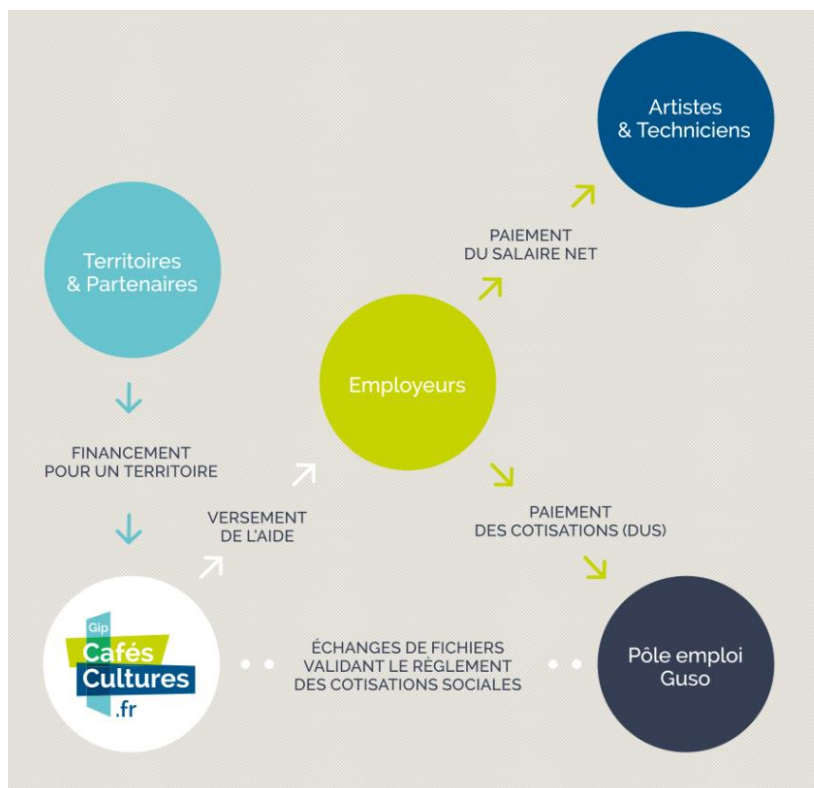 Artistes
& Techniciens
PAIEMENT
DU SALAIRE NET
Territoires
& Partenaires
Employeurs
FINANCEMENT
POUR UN TERRITOIRE
VERSEMENT
DE L'AIDE
PAIEMENT
DES COTISATIONS (DUS)
Gip
Cafés
Cultures
.fr
ÉCHANGES DE FICHIERS
VALIDANT LE RÈGLEMENT
DES COTISATIONS SOCIALES
Pôle emploi
Guso